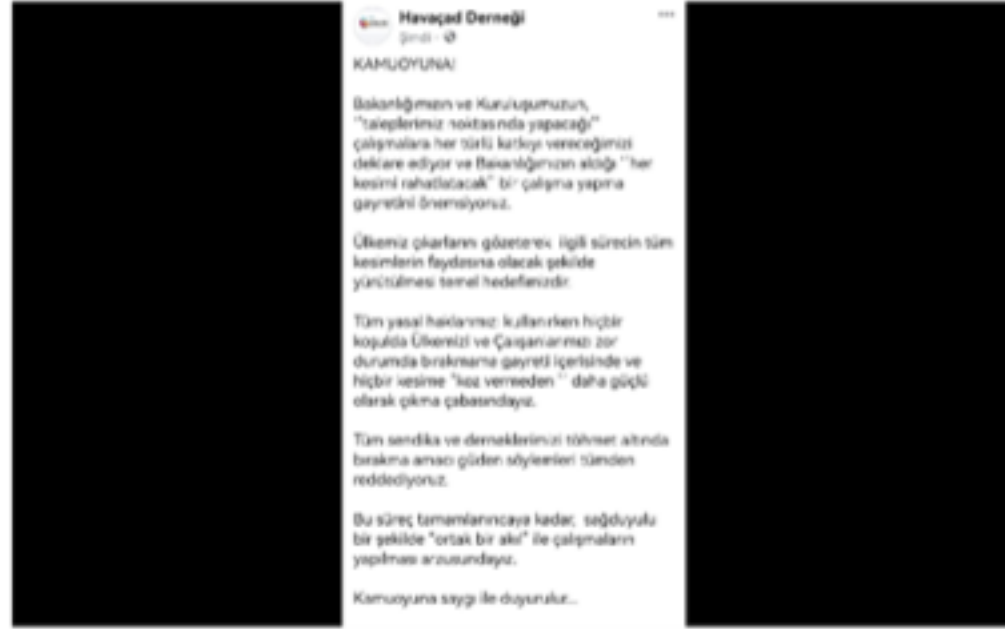 Havaçad Derneği
Şimdi
KAMUOYUNA!
Bakanlığımızın ve Kuruluşumuzun,
"taleplerimiz noktasında yapacağı"
çalışmalara her türlü katkıyı vereceğimizi
deklare ediyor ve Bakanlığımızın aldığı "her
kesimi rahatlatacak" bir çalışma yapma
gayretini önemsiyoruz.
Ülkemiz çıkarlarını gözeterek ilgili sürecin tüm
kesimlerin faydasına olacak şekilde
yürütülmesi temel hedefimizdir.
Tüm yasal haklarımızı kullanırken hiçbir
koşulda Ülkemizi ve Çalışanlarımızı zor
durumda bırakmama gayreti içerisinde ve
hiçbir kesime "koz vermeden" daha güçlü
olarak çıkma çabasındayız.
Tüm sendika ve derneklerimizi töhmet altında
bırakma amacı güden söylemleri tümden
reddediyoruz.
Bu süreç tamamlanıncaya kadar, sağduyulu
bir şekilde "ortak bir akıl" ile çalışmaların
yapılması arzusundayız.
Kamuoyuna saygı ile duyurulur...